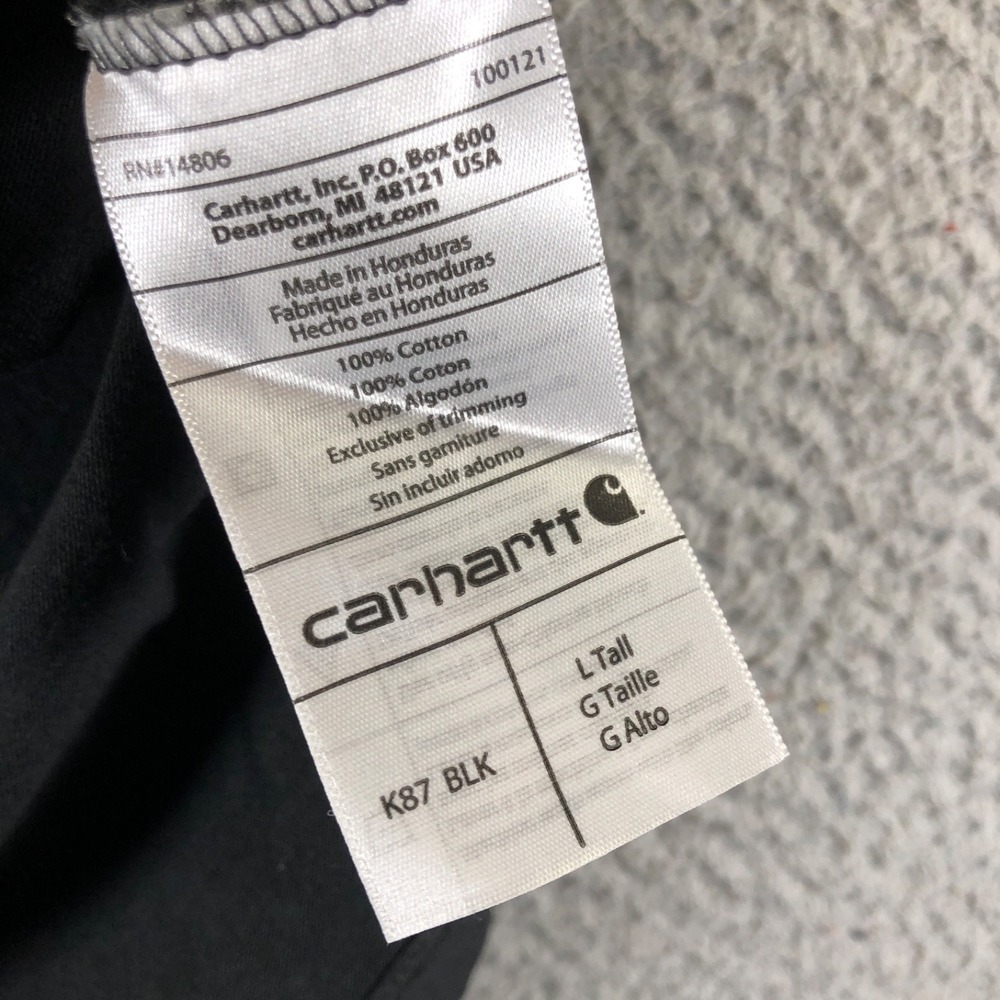 100121
RN#14806
Carhartt, Inc. P.O. Box 600
Dearborn, MI 48121 USA
carhartt.com
Made in Honduras
Fabriqué au Honduras
Hecho en Honduras
100% Cotton
100% Coton
100% Algodón
Exclusive of trimming
Sans garniture
Sin incluir adorno
carhartt
K87 BLK
L Tall
G Taille
G Alto